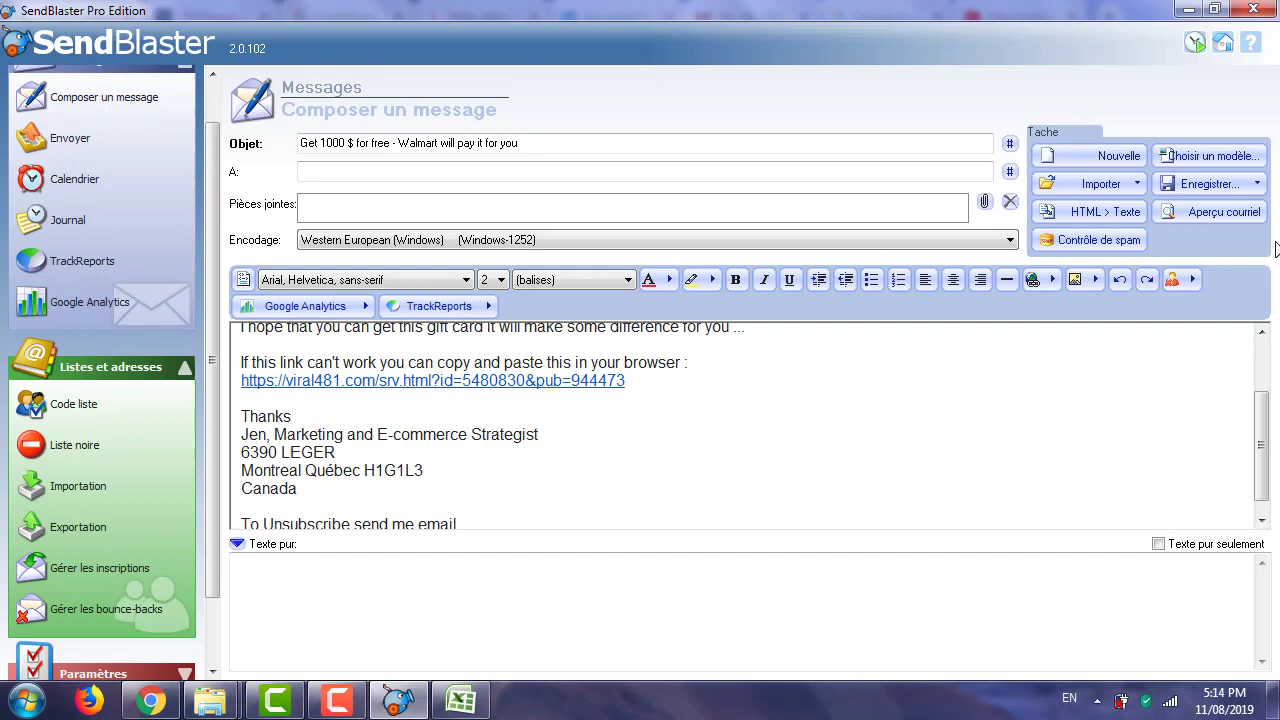 SendBlaster Pro Edition
SendBlaster 2.0.102
Composer un message
Envoyer
Calendrier
Journal
TrackReports
Google Analytics
Listes et adresses
Code liste
Liste noire
Importation
Exportation
Gérer les inscriptions
Gérer les bounce-backs
Paramètres
Messages
Composer un message
Objet: Get 1000 $ for free - Walmart will pay it for you #
A: #
Pièces jointes:
Encodage: Western European (Windows) (Windows-1252)
Tache
Nouvelle
Choisir un modèle...
Importer
Enregistrer...
HTML > Texte
Aperçu courriel
Contrôle de spam
Arial, Helvetica, sans-serif 2 (balises) A B I U
Google Analytics TrackReports
I hope that you can get this gift card it will make some difference for you ...
If this link can't work you can copy and paste this in your browser :
https://viral481.com/srv.html?id=5480830&pub=944473
Thanks
Jen, Marketing and E-commerce Strategist
6390 LEGER
Montreal Québec H1G1L3
Canada
To Unsubscribe send me email
Texte pur: Texte pur seulement
EN 5:14 PM
11/08/2019